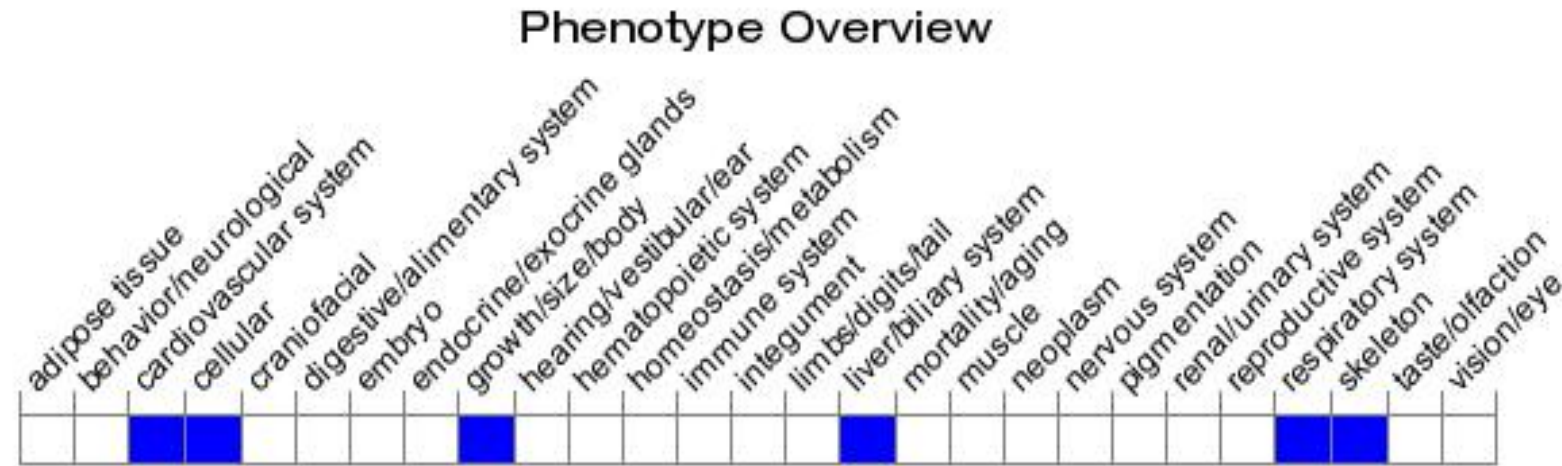 Phenotype Overview
adipose tissue
behavior/neurological
cardiovascular system
cellular
craniofacial
digestive/alimentary system
embryo
endocrine/exocrine glands
growth/size/body
hearing/vestibular/ear
hematopoietic system
homeostasis/metabolism
immune system
integument
limbs/digits/tail
liver/biliary system
mortality/aging
muscle
neoplasm
nervous system
pigmentation
renal/urinary system
reproductive system
respiratory system
skeleton
taste/olfaction
vision/eye